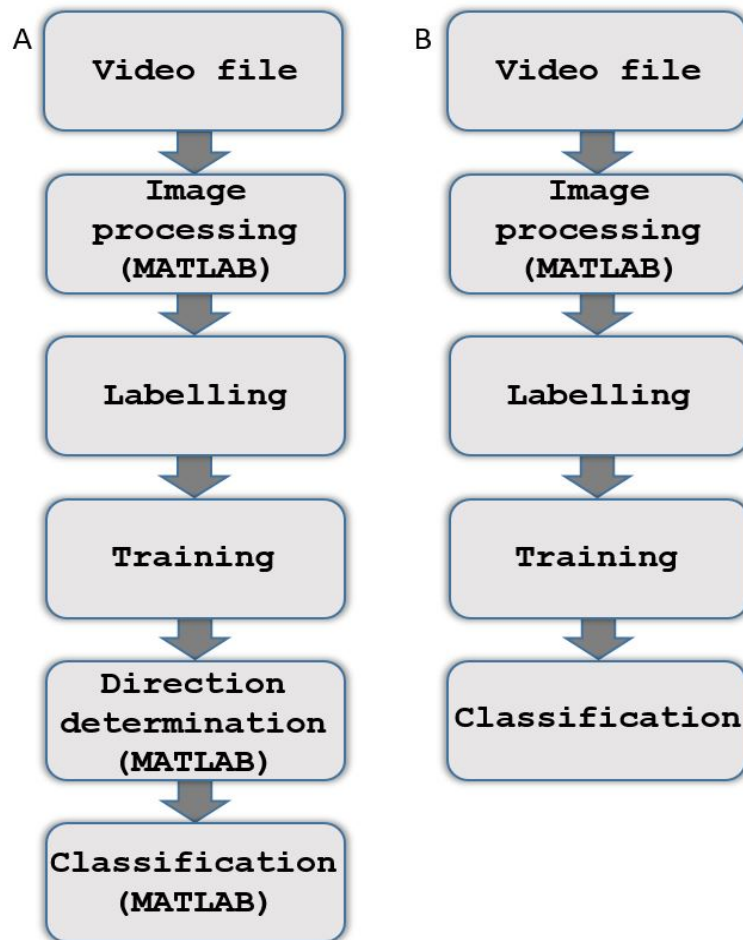 A
Video file
Image
processing
(MATLAB)
Labelling
Training
Direction
determination
(MATLAB)
Classification
(MATLAB)
B
Video file
Image
processing
(MATLAB)
Labelling
Training
Classification